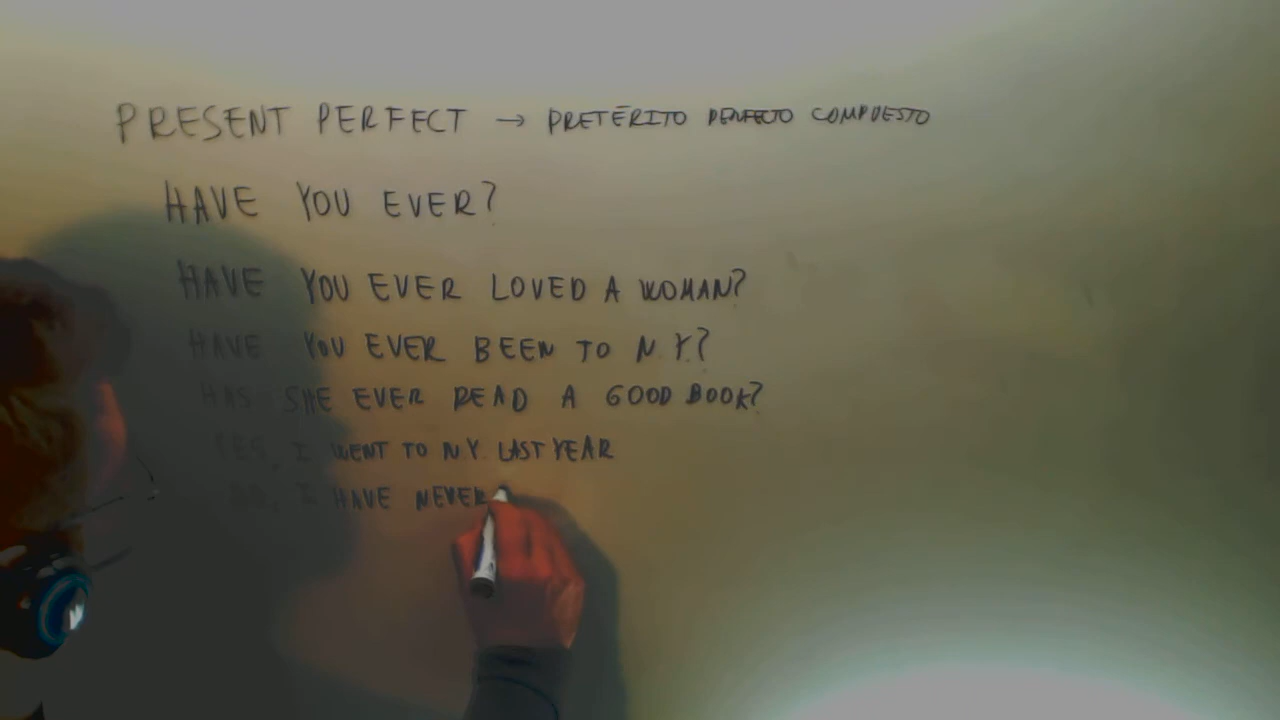 PRESENT PERFECT → PRETÉRITO PERFECTO COMPUESTO
HAVE YOU EVER?
HAVE YOU EVER LOVED A WOMAN?
HAVE YOU EVER BEEN TO N.Y.?
HAS SHE EVER READ A GOOD BOOK?
YES, I WENT TO N.Y. LAST YEAR
NO, I HAVE NEVER